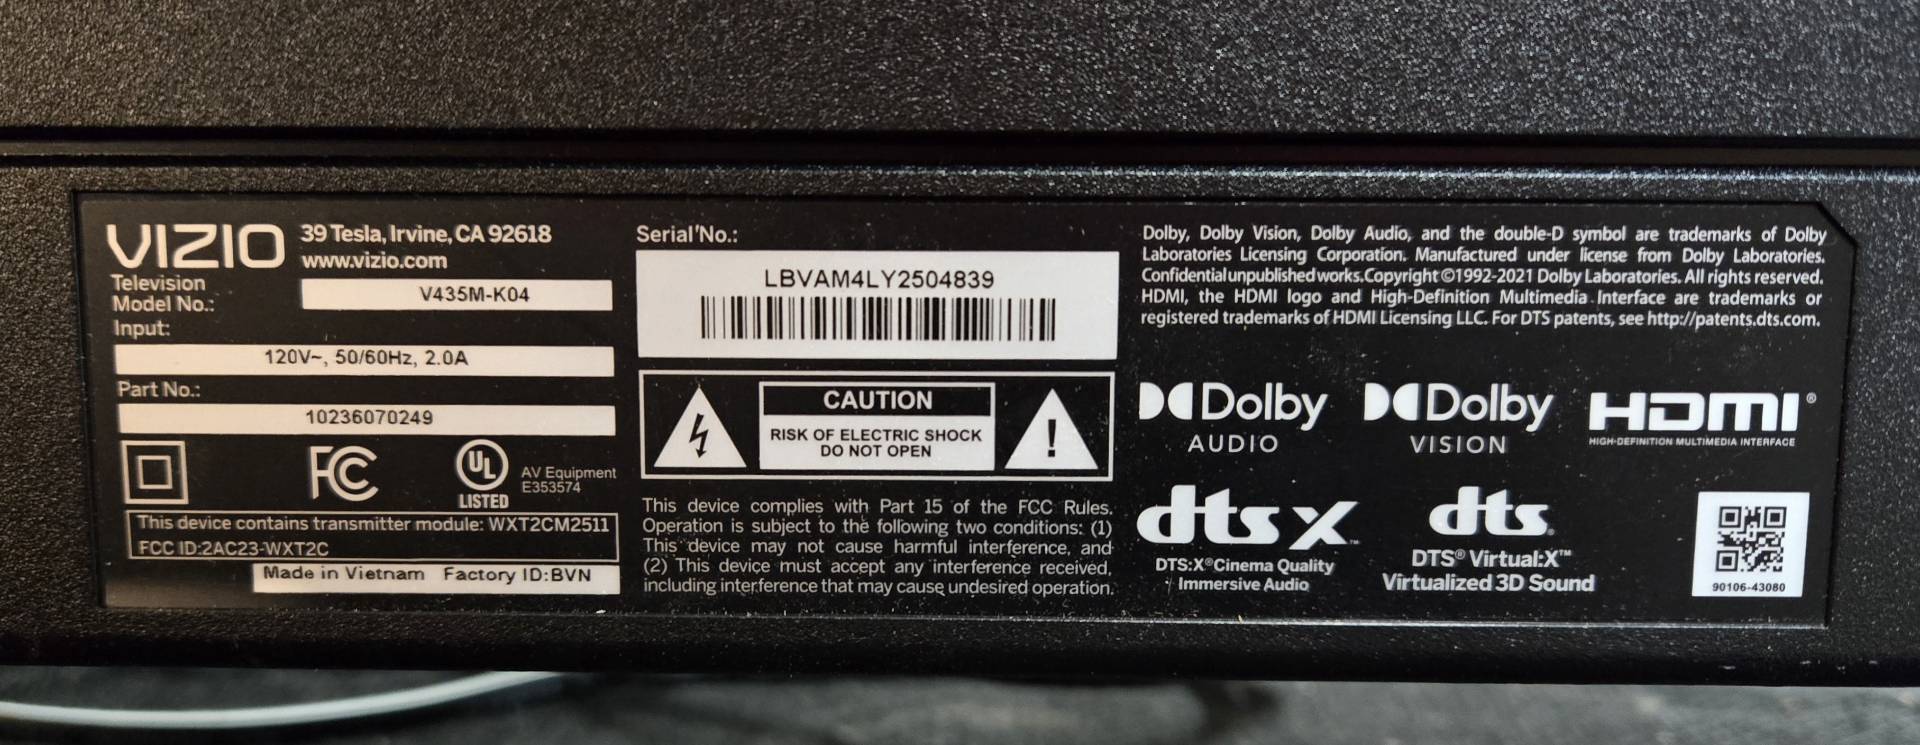 VIZIO
39 Tesla, Irvine, CA 92618
www.vizio.com
Television
Model No.:
V435M-K04
Input:
120V~, 50/60Hz, 2.0A
Part No.:
10236070249
FC
UL
LISTED
AV Equipment
E353574
This device contains transmitter module: WXT2CM2511
FCC ID:2AC23-WXT2C
Made in Vietnam Factory ID:BVN
Serial No.:
LBVAM4LY2504839
CAUTION
RISK OF ELECTRIC SHOCK
DO NOT OPEN
!
This device complies with Part 15 of the FCC Rules.
Operation is subject to the following two conditions: (1)
This device may not cause harmful interference, and
(2) This device must accept any interference received,
including interference that may cause undesired operation.
Dolby, Dolby Vision, Dolby Audio, and the double-D symbol are trademarks of Dolby
Laboratories Licensing Corporation. Manufactured under license from Dolby Laboratories.
Confidential unpublished works. Copyright ©1992-2021 Dolby Laboratories. All rights reserved.
HDMI, the HDMI logo and High-Definition Multimedia Interface are trademarks or
registered trademarks of HDMI Licensing LLC. For DTS patents, see http://patents.dts.com.
Dolby
AUDIO
Dolby
VISION
HDMI®
HIGH-DEFINITION MULTIMEDIA INTERFACE
dts X™
DTS:X® Cinema Quality
Immersive Audio
dts
DTS® Virtual:X™
Virtualized 3D Sound
90106-43080